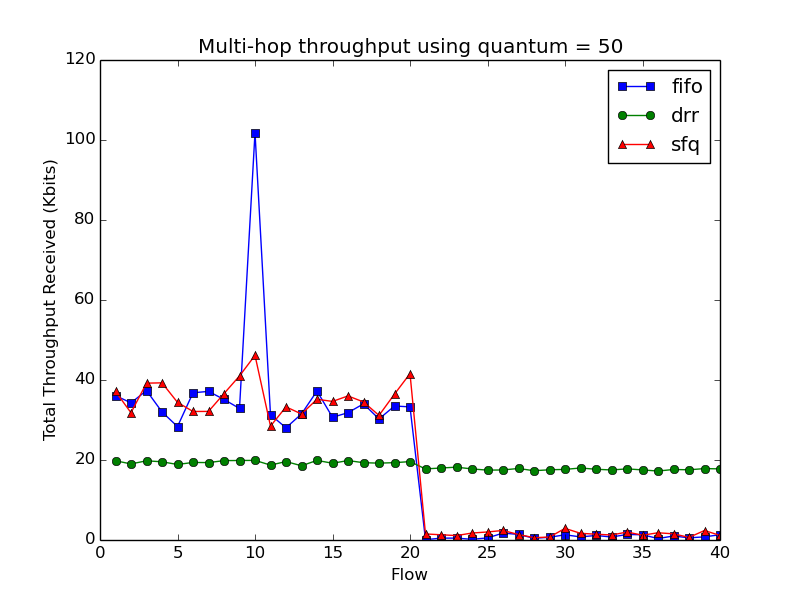 Multi-hop throughput using quantum = 50
120
100
80
60
40
20
0
Total Throughput Received (Kbits)
fifo
drr
sfq
0 5 10 15 20 25 30 35 40
Flow